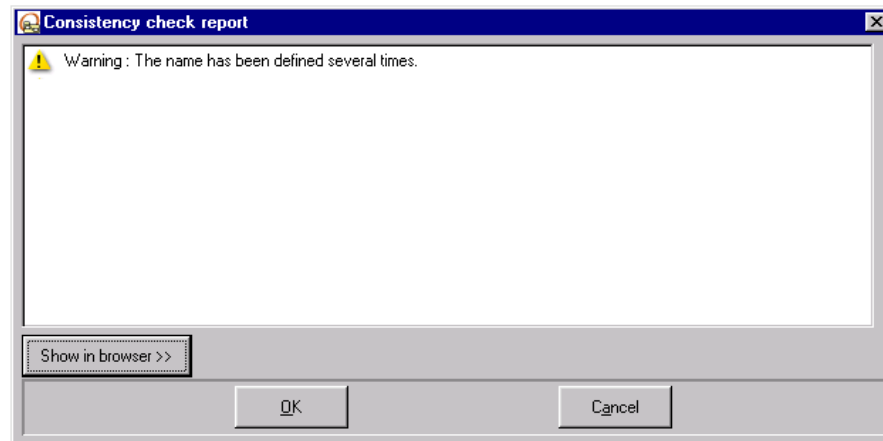 Consistency check report
Warning : The name has been defined several times.
Show in browser >>
OK
Cancel